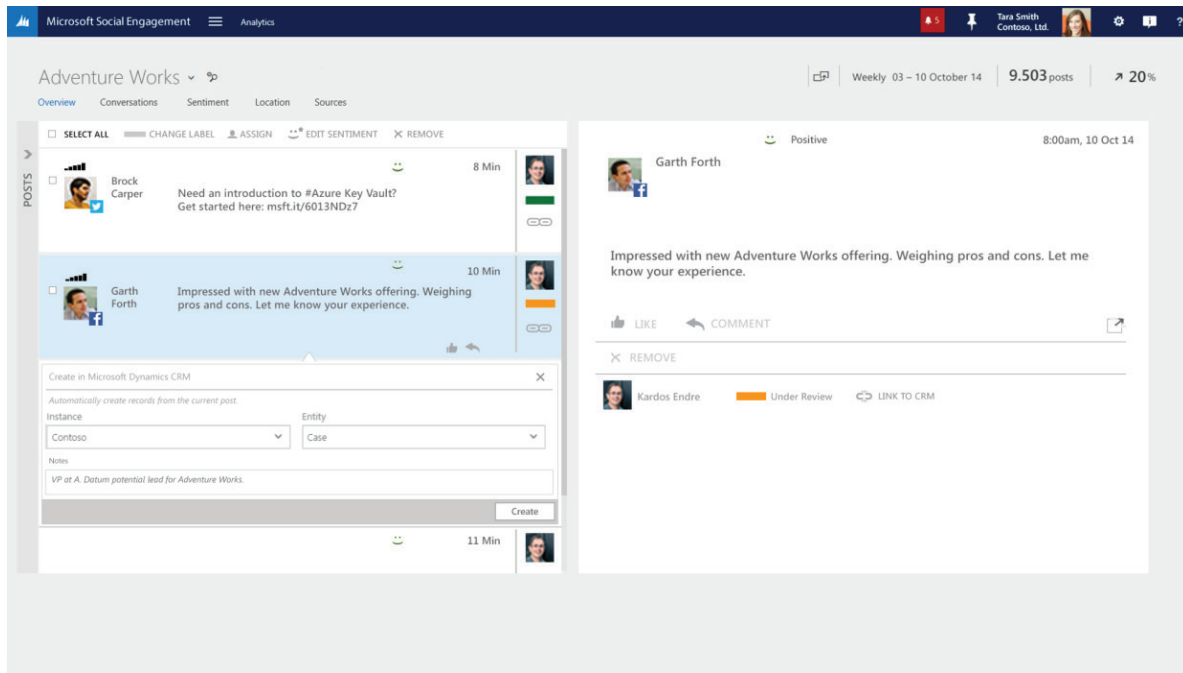 Microsoft Social Engagement
Analytics
5
Tara Smith
Contoso, Ltd.
?
Adventure Works
Weekly 03 – 10 October 14
9.503 posts
20%
Overview
Conversations
Sentiment
Location
Sources
POSTS
SELECT ALL
CHANGE LABEL
ASSIGN
EDIT SENTIMENT
REMOVE
8 Min
Brock
Carper
Need an introduction to #Azure Key Vault?
Get started here: msft.it/6013NDz7
10 Min
Garth
Forth
Impressed with new Adventure Works offering. Weighing
pros and cons. Let me know your experience.
Create in Microsoft Dynamics CRM
Automatically create records from the current post.
Instance
Entity
Contoso
Case
Notes
VP at A. Datum potential lead for Adventure Works.
Create
11 Min
Positive
8:00am, 10 Oct 14
Garth Forth
Impressed with new Adventure Works offering. Weighing pros and cons. Let me
know your experience.
LIKE
COMMENT
REMOVE
Kardos Endre
Under Review
LINK TO CRM